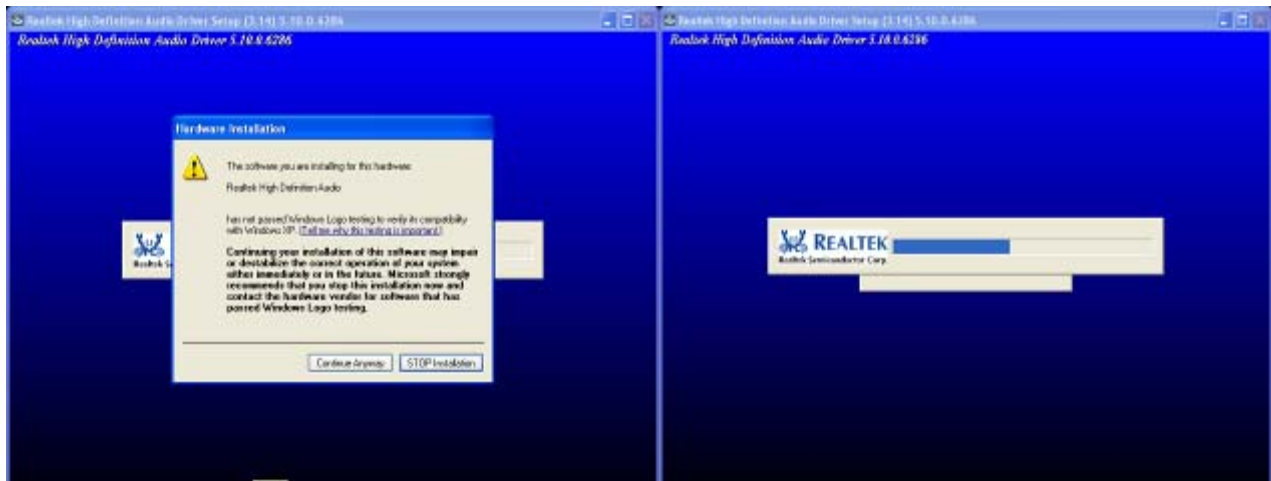 Realtek High Definition Audio Driver Setup (3.14) 5.10.0.6286
Realtek High Definition Audio Driver 5.10.0.6286
Hardware Installation
The software you are installing for this hardware:
Realtek High Definition Audio
has not passed Windows Logo testing to verify its compatibility
with Windows XP. (Tell me why this testing is important.)
Continuing your installation of this software may impair
or destabilize the correct operation of your system
either immediately or in the future. Microsoft strongly
recommends that you stop this installation now and
contact the hardware vendor for software that has
passed Windows Logo testing.
Continue Anyway
STOP Installation
Realtek S
Realtek High Definition Audio Driver Setup (3.14) 5.10.0.6286
Realtek High Definition Audio Driver 5.10.0.6286
REALTEK
Realtek Semiconductor Corp.